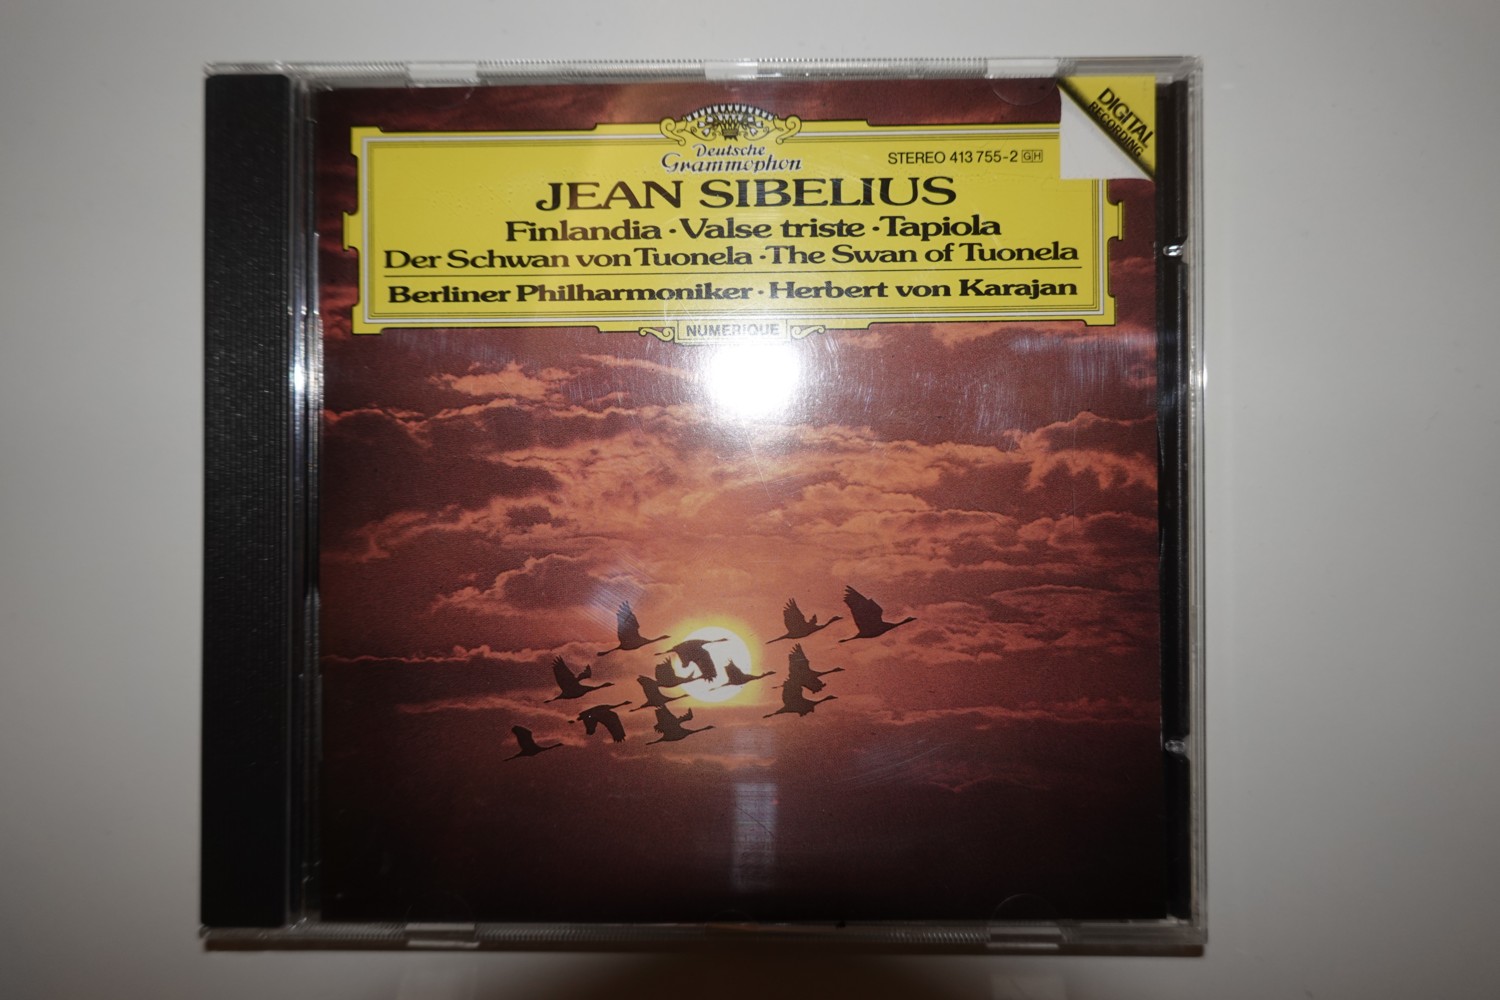 DIGITAL
RECORDING
Deutsche
Grammophon
STEREO 413 755-2 GH
JEAN SIBELIUS
Finlandia · Valse triste · Tapiola
Der Schwan von Tuonela · The Swan of Tuonela
Berliner Philharmoniker · Herbert von Karajan
NUMERIQUE